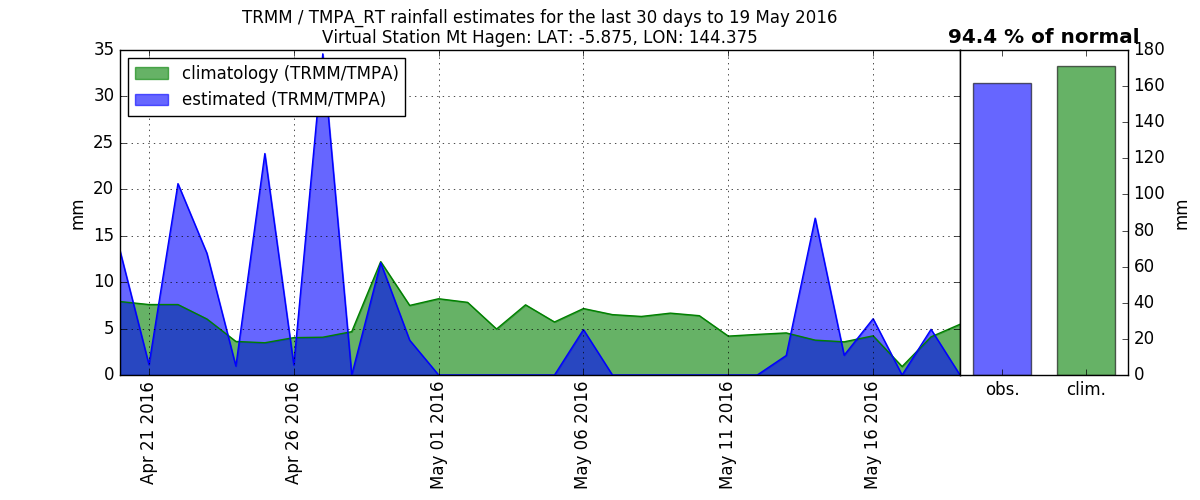 TRMM / TMPA_RT rainfall estimates for the last 30 days to 19 May 2016
Virtual Station Mt Hagen: LAT: -5.875, LON: 144.375
94.4 % of normal
climatology (TRMM/TMPA)
estimated (TRMM/TMPA)
mm
35
30
25
20
15
10
5
0
Apr 21 2016
Apr 26 2016
May 01 2016
May 06 2016
May 11 2016
May 16 2016
180
160
140
120
100
80
60
40
20
0
mm
obs.
clim.